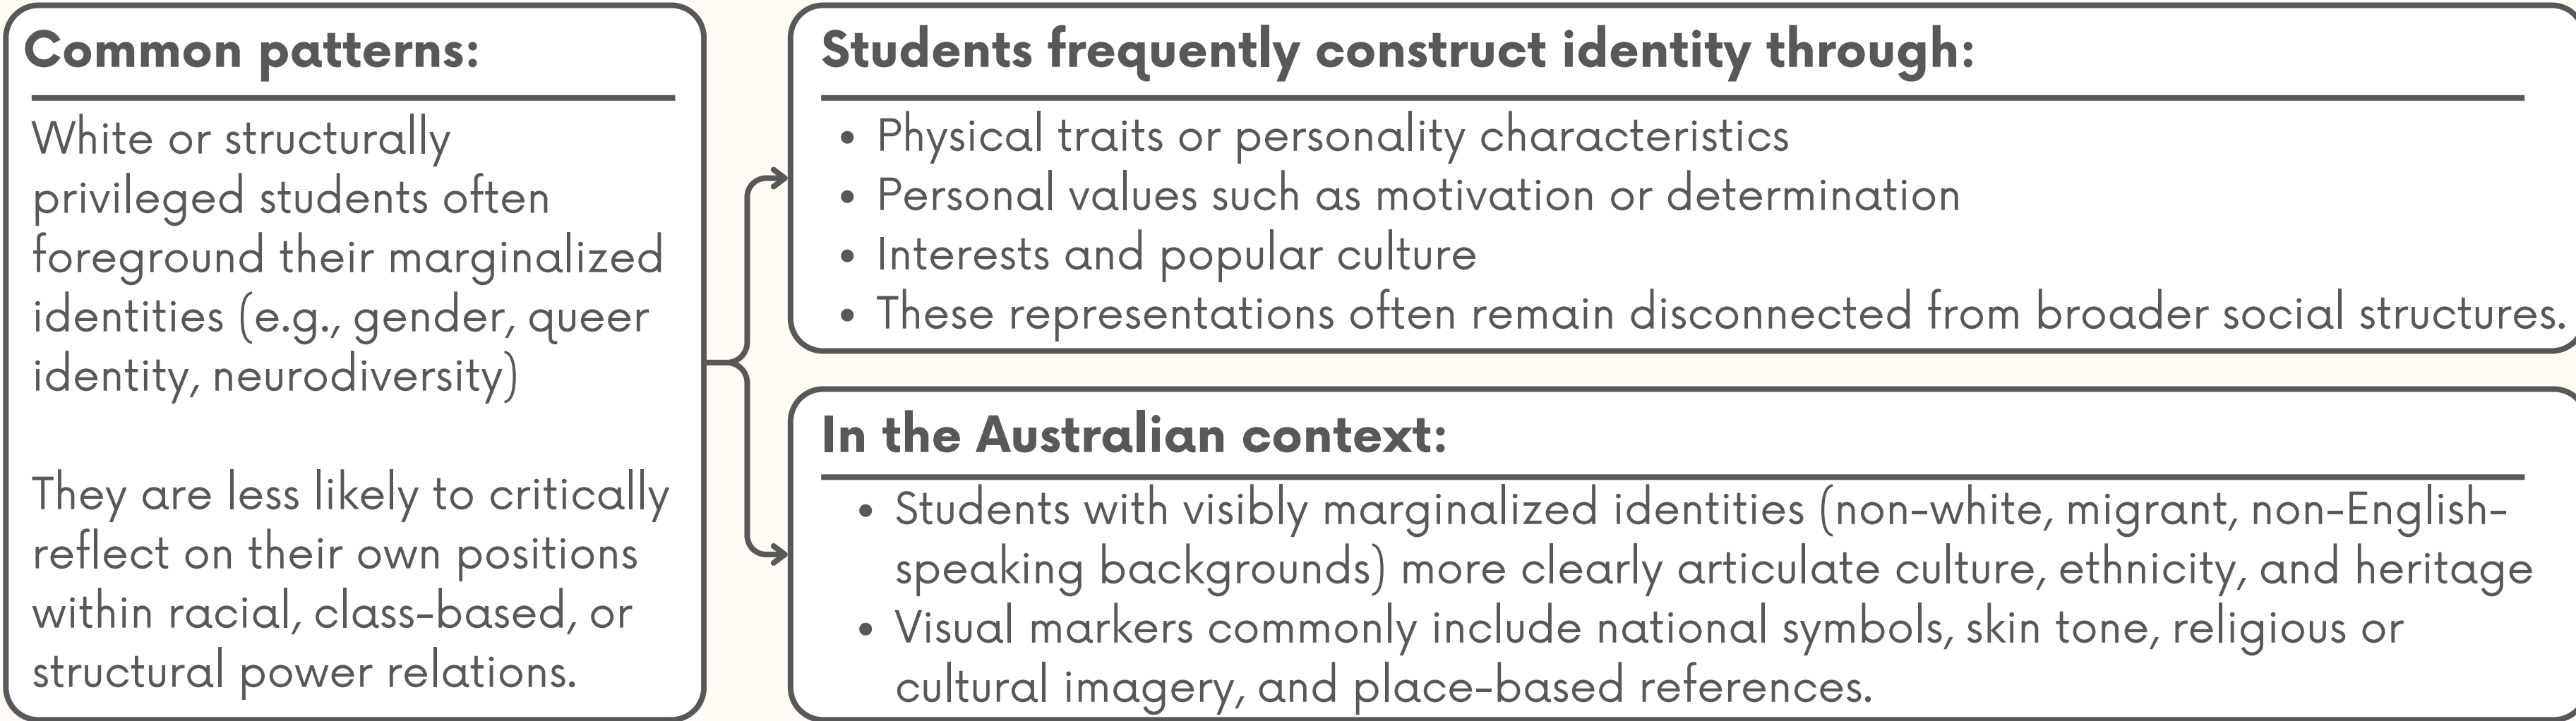 Common patterns:
White or structurally
privileged students often
foreground their marginalized
identities (e.g., gender, queer
identity, neurodiversity)
They are less likely to critically
reflect on their own positions
within racial, class-based, or
structural power relations.
Students frequently construct identity through:
• Physical traits or personality characteristics
• Personal values such as motivation or determination
• Interests and popular culture
• These representations often remain disconnected from broader social structures.
In the Australian context:
• Students with visibly marginalized identities (non-white, migrant, non-English-
speaking backgrounds) more clearly articulate culture, ethnicity, and heritage
• Visual markers commonly include national symbols, skin tone, religious or
cultural imagery, and place-based references.